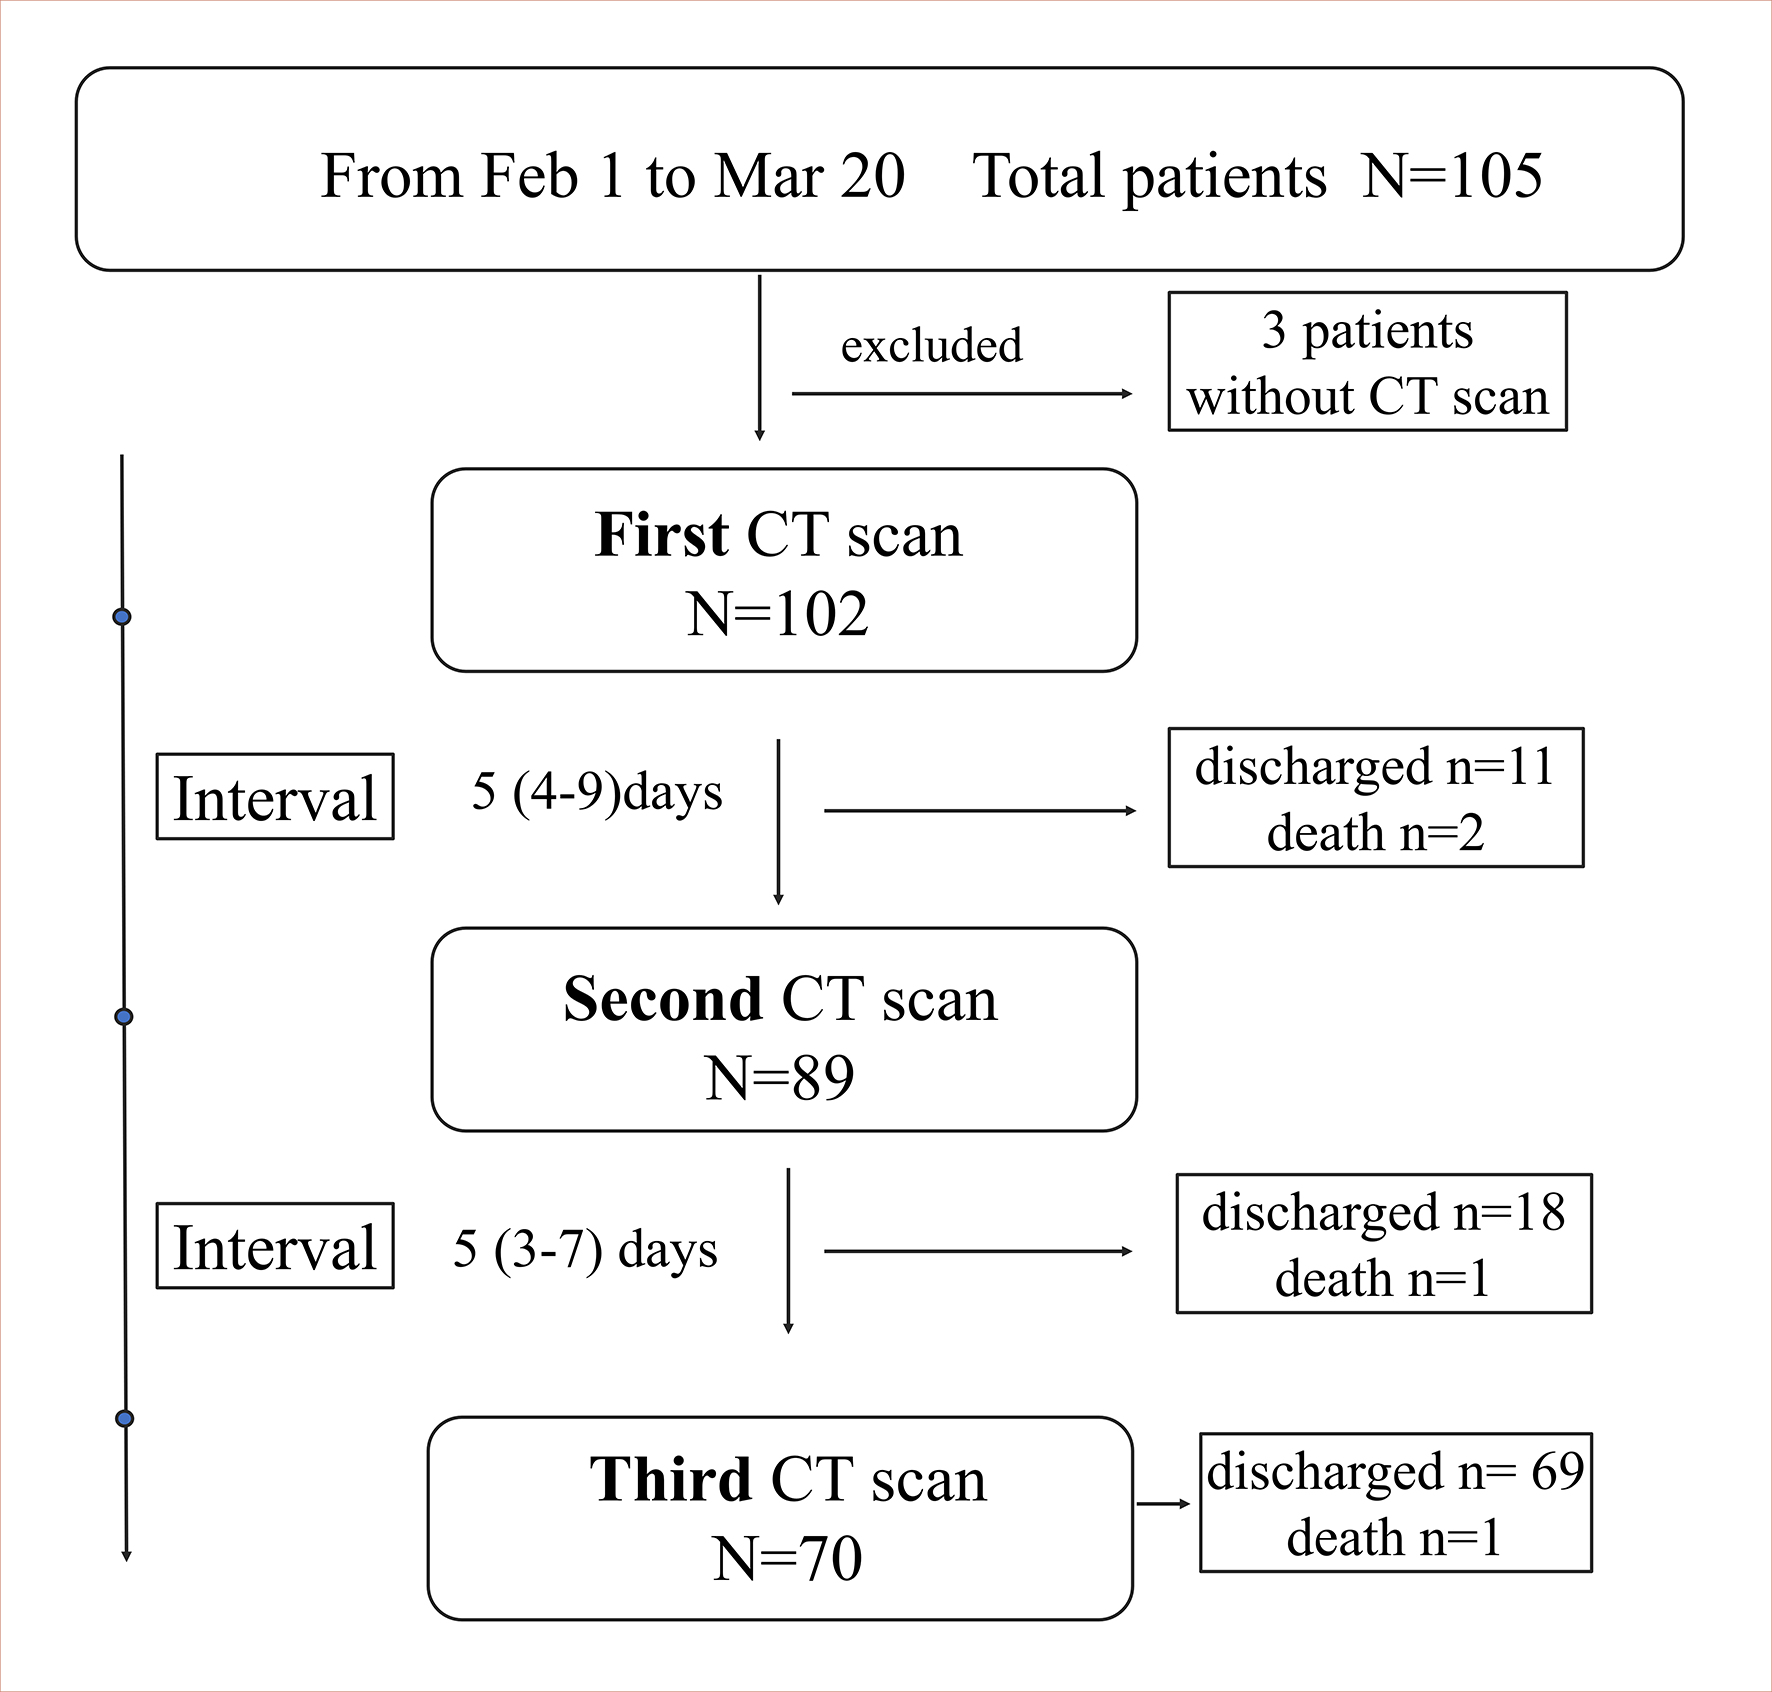 From Feb 1 to Mar 20 Total patients N=105
excluded
3 patients
without CT scan
First CT scan
N=102
Interval
5 (4-9)days
discharged n=11
death n=2
Second CT scan
N=89
Interval
5 (3-7) days
discharged n=18
death n=1
Third CT scan
N=70
discharged n= 69
death n=1